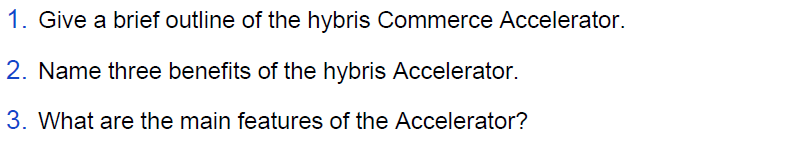 1. Give a brief outline of the hybris Commerce Accelerator.
2. Name three benefits of the hybris Accelerator.
3. What are the main features of the Accelerator?